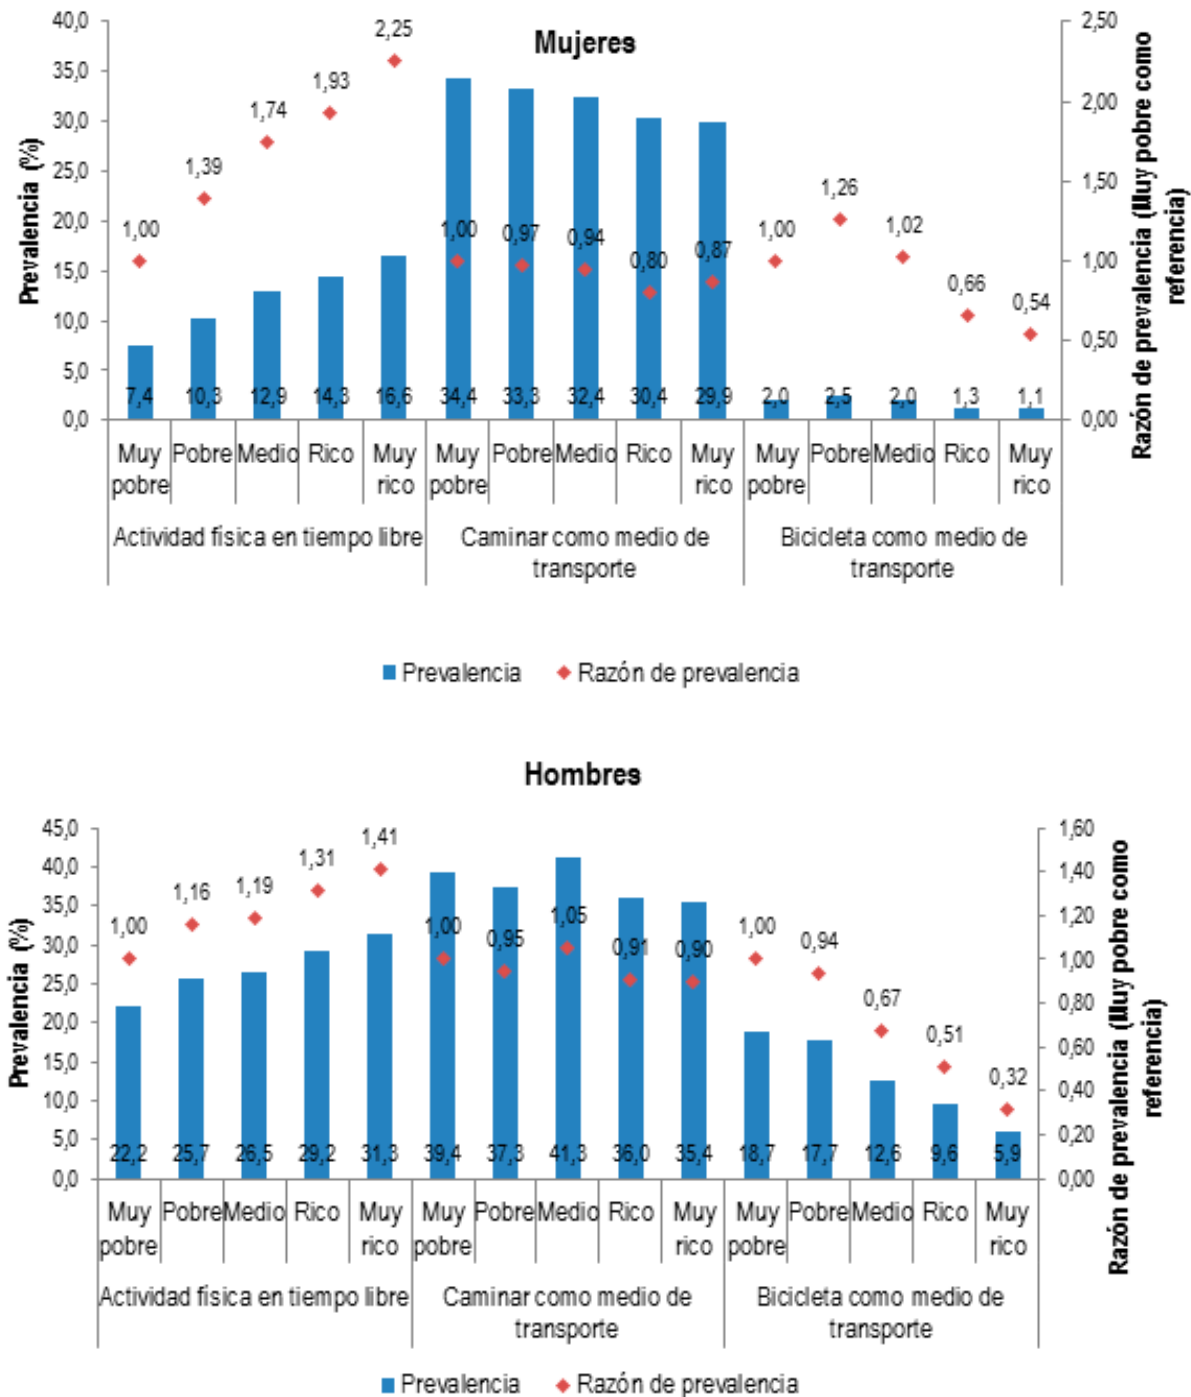 Mujeres
Prevalencia (%)
40,0
35,0
30,0
25,0
20,0
15,0
10,0
5,0
0,0
2,50
2,00
1,50
1,00
0,50
0,00
Razón de prevalencia (Muy pobre como
referencia)
1,00 1,39 1,74 1,93 2,25 1,00 0,97 0,94 0,80 0,87 1,00 1,26 1,02 0,66 0,54
7,4 10,3 12,9 14,3 16,6 34,4 33,3 32,4 30,4 29,9 2,0 2,5 2,0 1,3 1,1
Muy Pobre Medio Rico Muy Muy Pobre Medio Rico Muy Muy Pobre Medio Rico Muy
pobre rico pobre rico pobre rico
Actividad física en tiempo libre Caminar como medio de Bicicleta como medio de
transporte transporte
Prevalencia Razón de prevalencia
Hombres
Prevalencia (%)
45,0
40,0
35,0
30,0
25,0
20,0
15,0
10,0
5,0
0,0
1,60
1,40
1,20
1,00
0,80
0,60
0,40
0,20
0,00
Razón de prevalencia (Muy pobre como
referencia)
1,00 1,16 1,19 1,31 1,41 1,00 0,95 1,05 0,91 0,90 1,00 0,94 0,67 0,51 0,32
22,2 25,7 26,5 29,2 31,3 39,4 37,3 41,3 36,0 35,4 18,7 17,7 12,6 9,6 5,9
Muy Pobre Medio Rico Muy Muy Pobre Medio Rico Muy Muy Pobre Medio Rico Muy
pobre rico pobre rico pobre rico
Actividad física en tiempo libre Caminar como medio de Bicicleta como medio de
transporte transporte
Prevalencia Razón de prevalencia